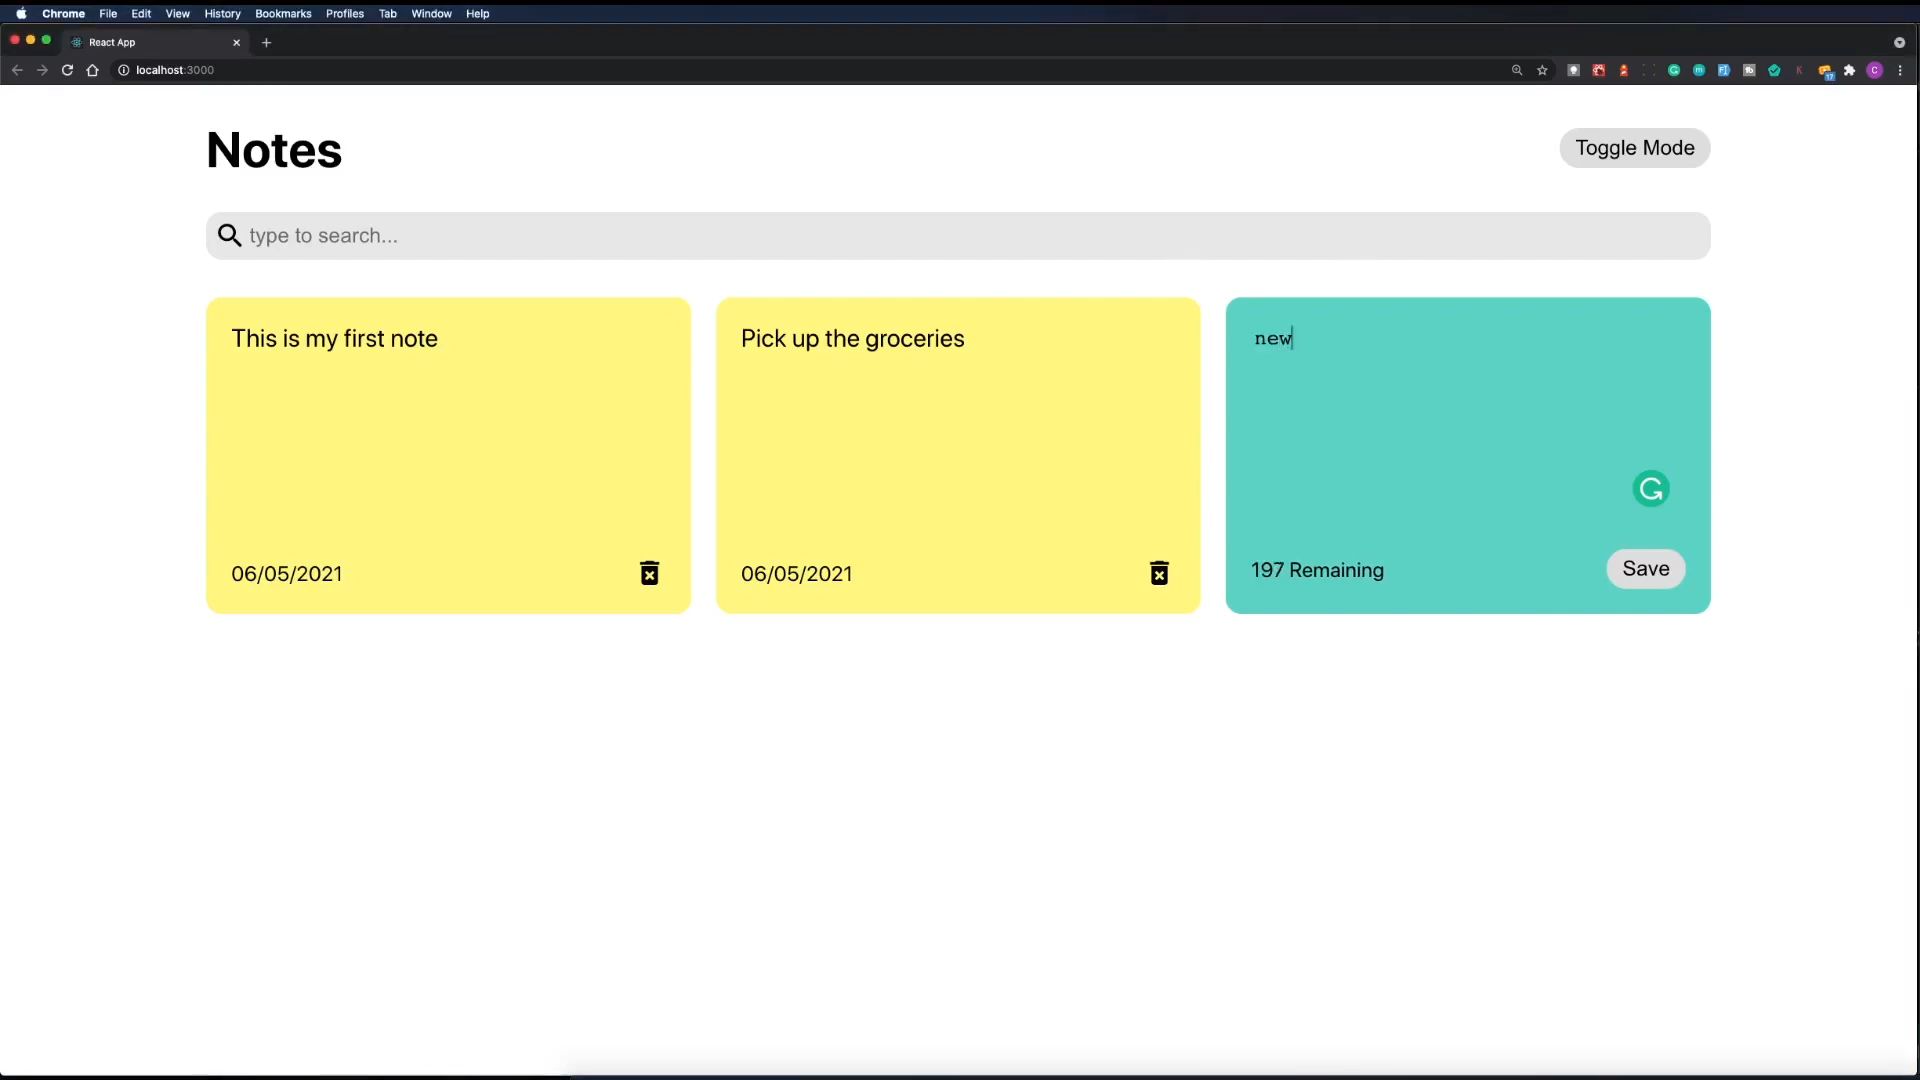 Chrome File Edit View History Bookmarks Profiles Tab Window Help
React App
localhost:3000
Notes
Toggle Mode
type to search...
This is my first note
Pick up the groceries
new
06/05/2021
06/05/2021
197 Remaining
Save